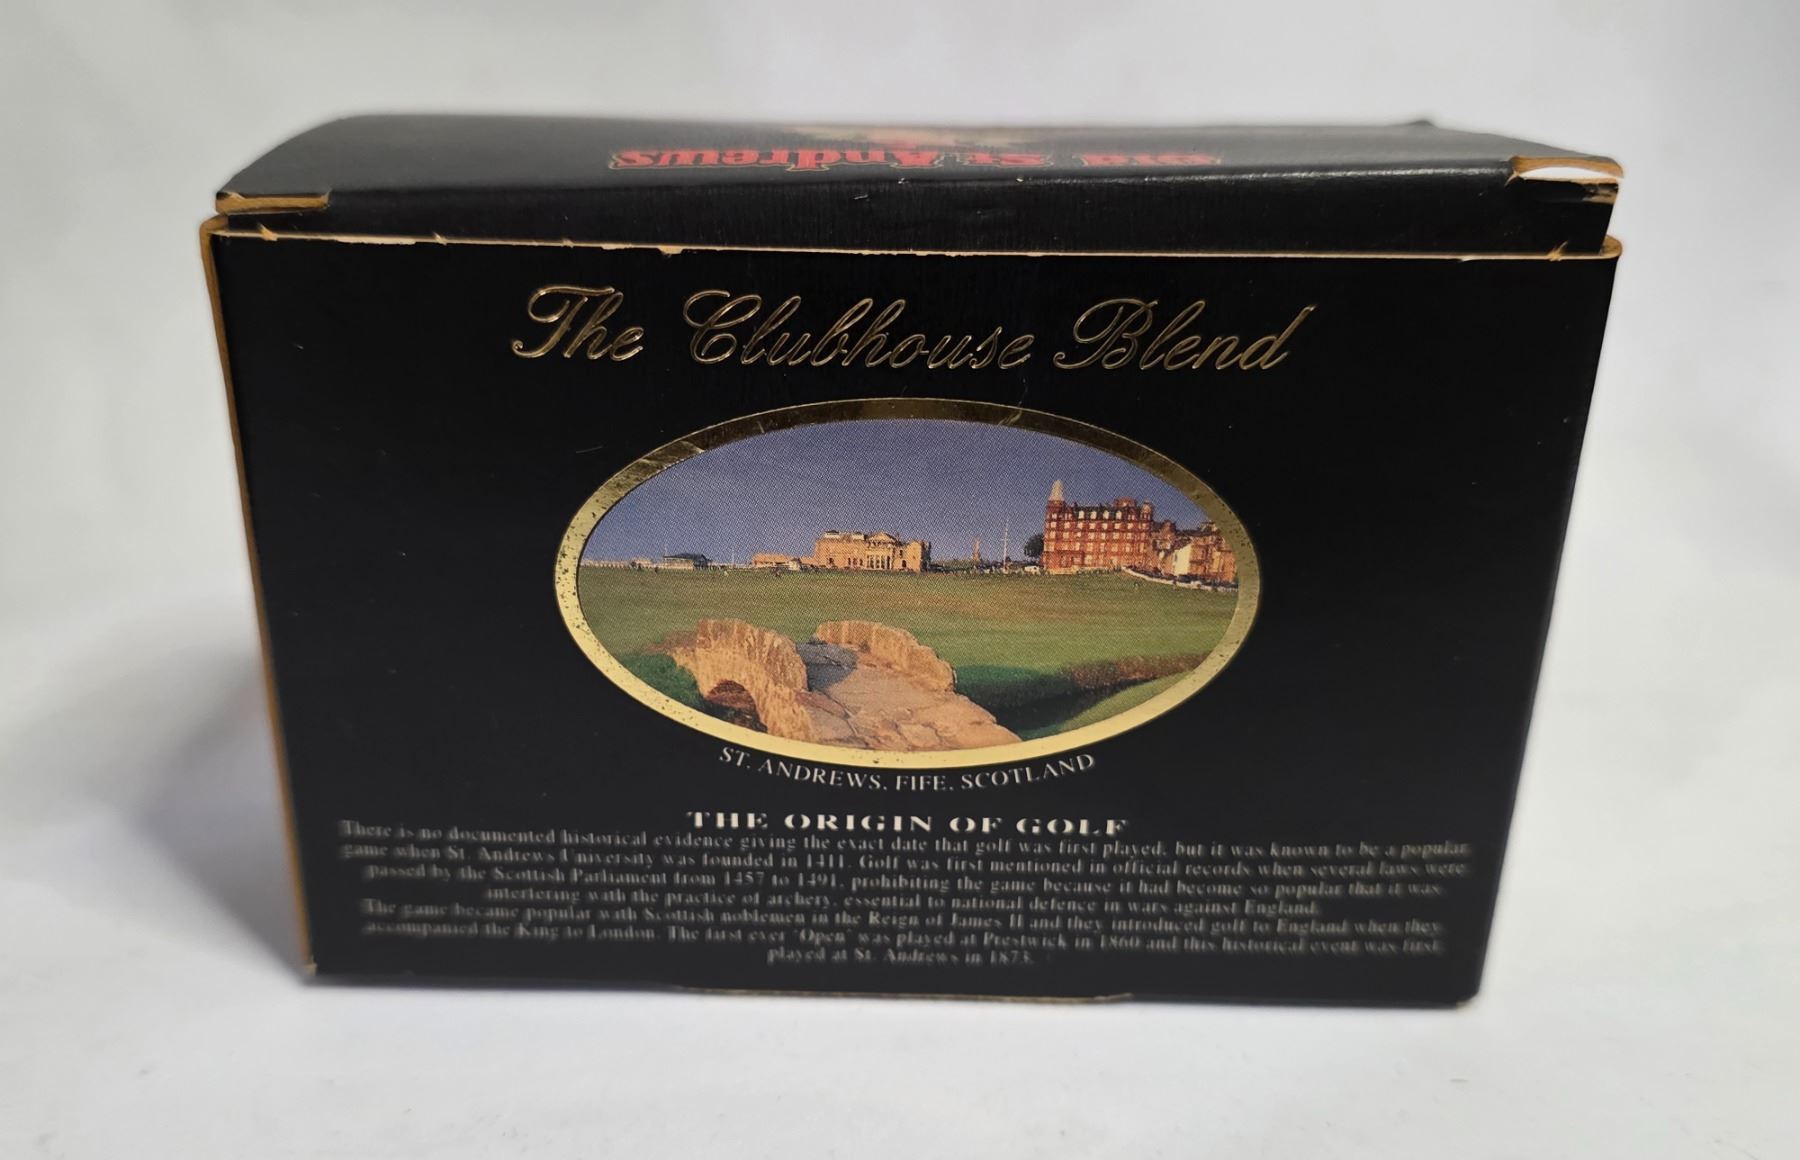 Old St Andrews
The Clubhouse Blend
ST. ANDREWS, FIFE, SCOTLAND
THE ORIGIN OF GOLF
There is no documented historical evidence giving the exact date that golf was first played, but it was known to be a popular
game when St. Andrews University was founded in 1411. Golf was first mentioned in official records when several laws were
passed by the Scottish Parliament from 1457 to 1491, prohibiting the game because it had become so popular that it was
interfering with the practice of archery, essential to national defence in wars against England.
The game became popular with Scottish noblemen in the Reign of James II and they introduced golf to England when they
accompanied the King to London. The first ever "Open" was played at Prestwick in 1860 and this historical event was first
played at St. Andrews in 1873.